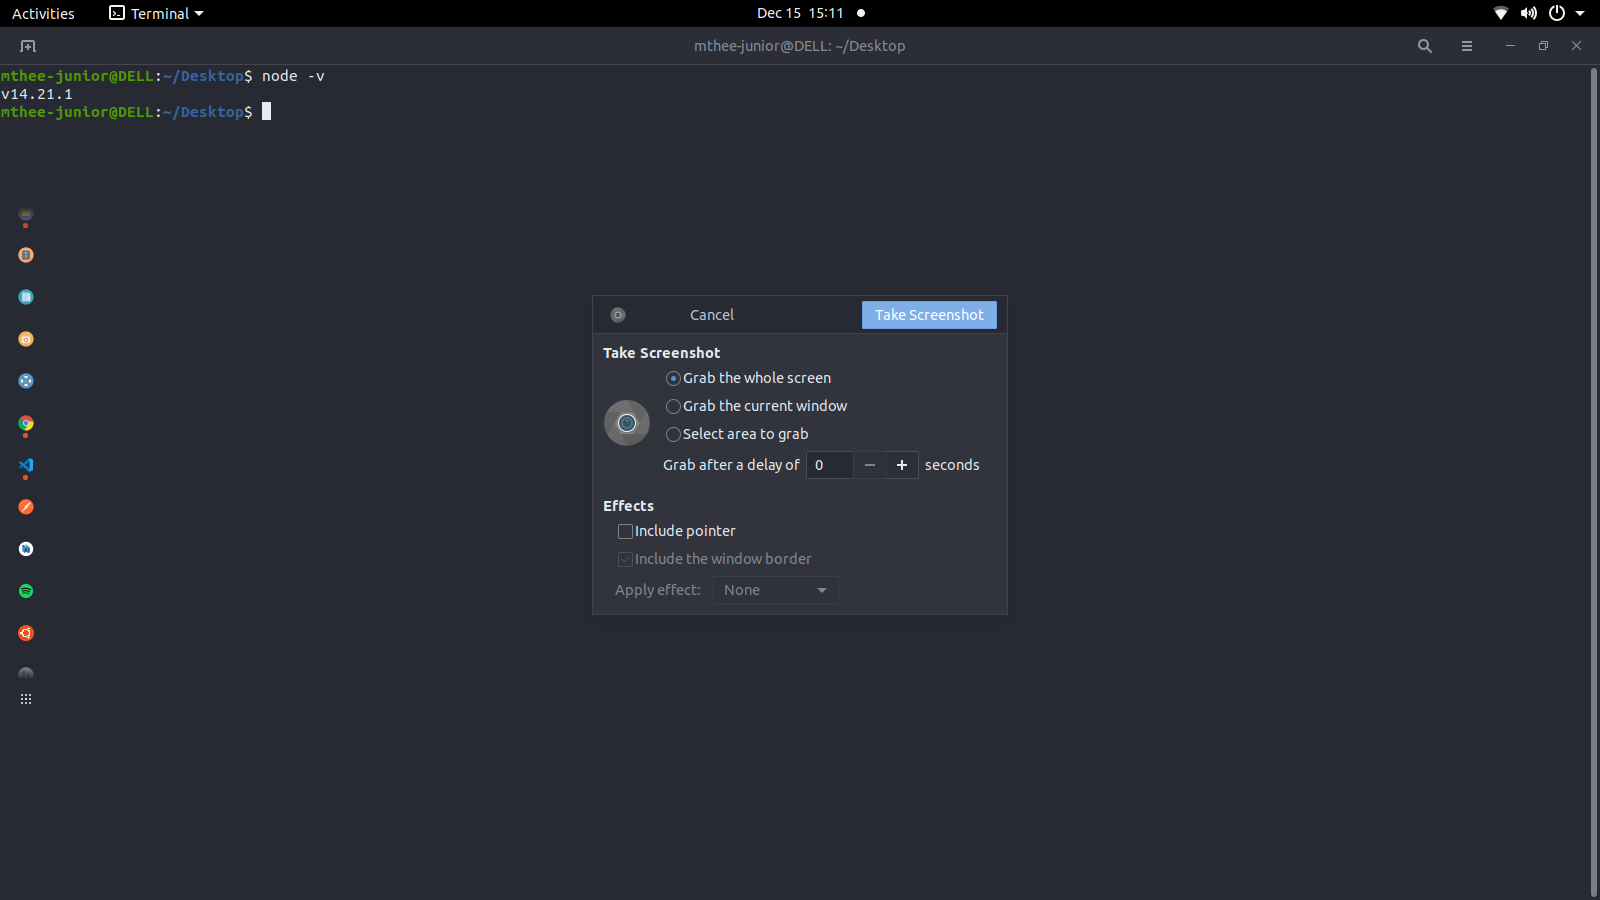 Activities
Terminal
Dec 15 15:11
mthee-junior@DELL: ~/Desktop
mthee-junior@DELL:~/Desktop$ node -v
v14.21.1
mthee-junior@DELL:~/Desktop$
Cancel
Take Screenshot
Take Screenshot
Grab the whole screen
Grab the current window
Select area to grab
Grab after a delay of 0 − + seconds
Effects
Include pointer
Include the window border
Apply effect: None